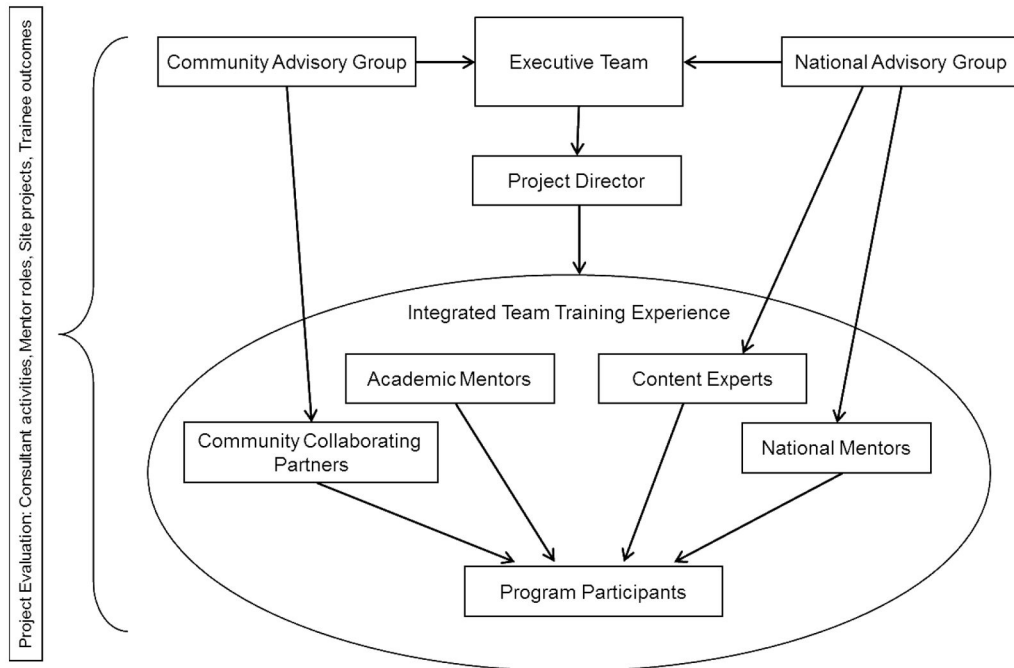 Project Evaluation: Consultant activities, Mentor roles, Site projects, Trainee outcomes
Community Advisory Group
Executive Team
National Advisory Group
Project Director
Integrated Team Training Experience
Academic Mentors
Content Experts
Community Collaborating
Partners
National Mentors
Program Participants